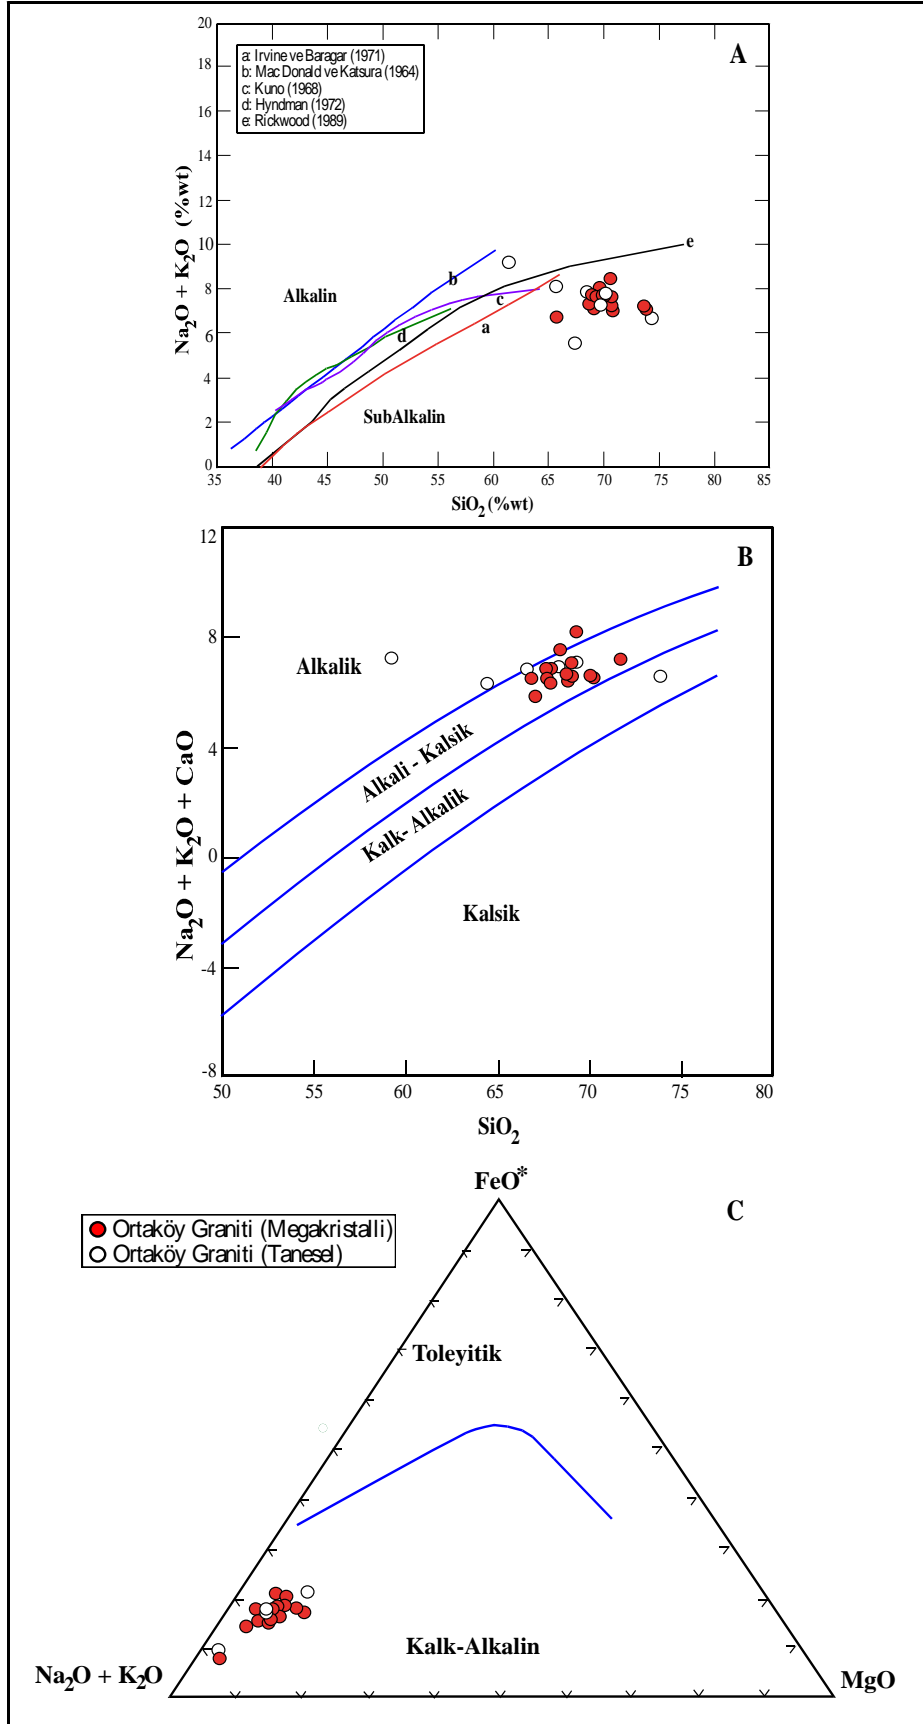 A
a: Irvine ve Baragar (1971)
b: Mac Donald ve Katsura (1964)
c: Kuno (1968)
d: Hyndman (1972)
e: Rickwood (1989)
20
18
16
14
12
10
8
6
4
2
0
Na2O + K2O (%wt)
Alkalin
SubAlkalin
b
c
d
a
e
35 40 45 50 55 60 65 70 75 80 85
SiO2 (%wt)
B
12
8
4
0
-4
-8
Na2O + K2O + CaO
Alkalik
Alkali - Kalsik
Kalk- Alkalik
Kalsik
50 55 60 65 70 75 80
SiO2
FeO*
C
Ortaköy Graniti (Megakristalli)
Ortaköy Graniti (Tanesel)
Toleyitik
Kalk-Alkalin
Na2O + K2O
MgO